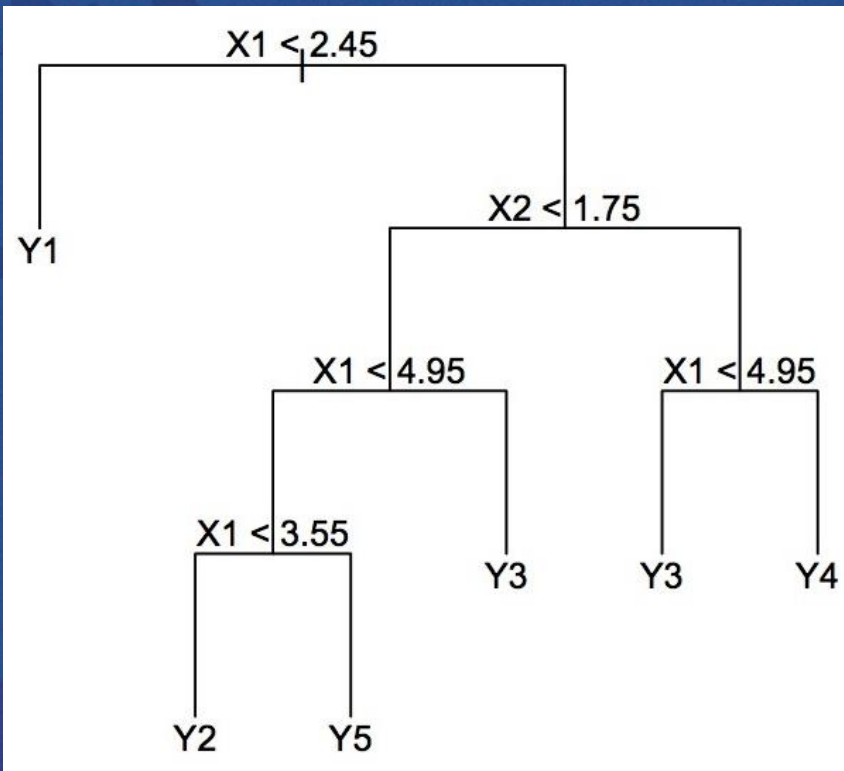 X1 < 2.45
X2 < 1.75
Y1
X1 < 4.95
X1 < 4.95
X1 < 3.55
Y3
Y3
Y4
Y2
Y5